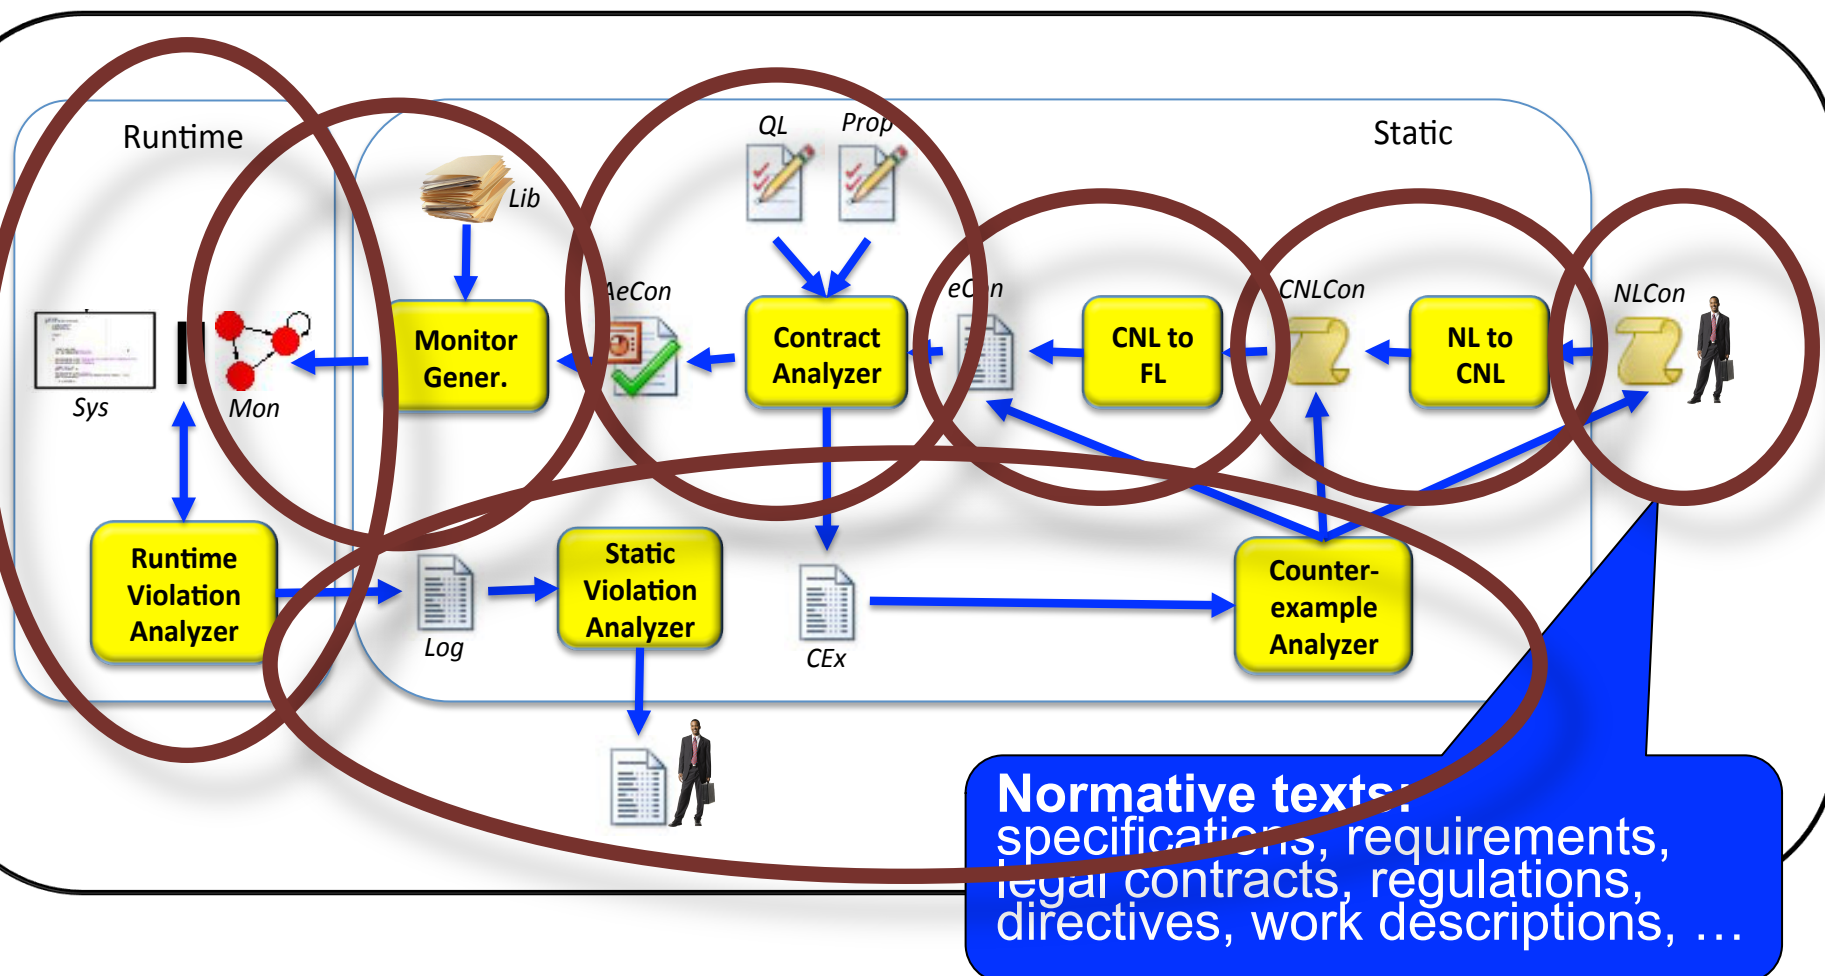 Runtime
Static
QL
Prop
Lib
AeCon
eCon
CNLCon
NLCon
Monitor
Gener.
Contract
Analyzer
CNL to
FL
NL to
CNL
Sys
Mon
Runtime
Violation
Analyzer
Log
Static
Violation
Analyzer
CEx
Counter-
example
Analyzer
Normative texts:
specifications, requirements,
legal contracts, regulations,
directives, work descriptions, …